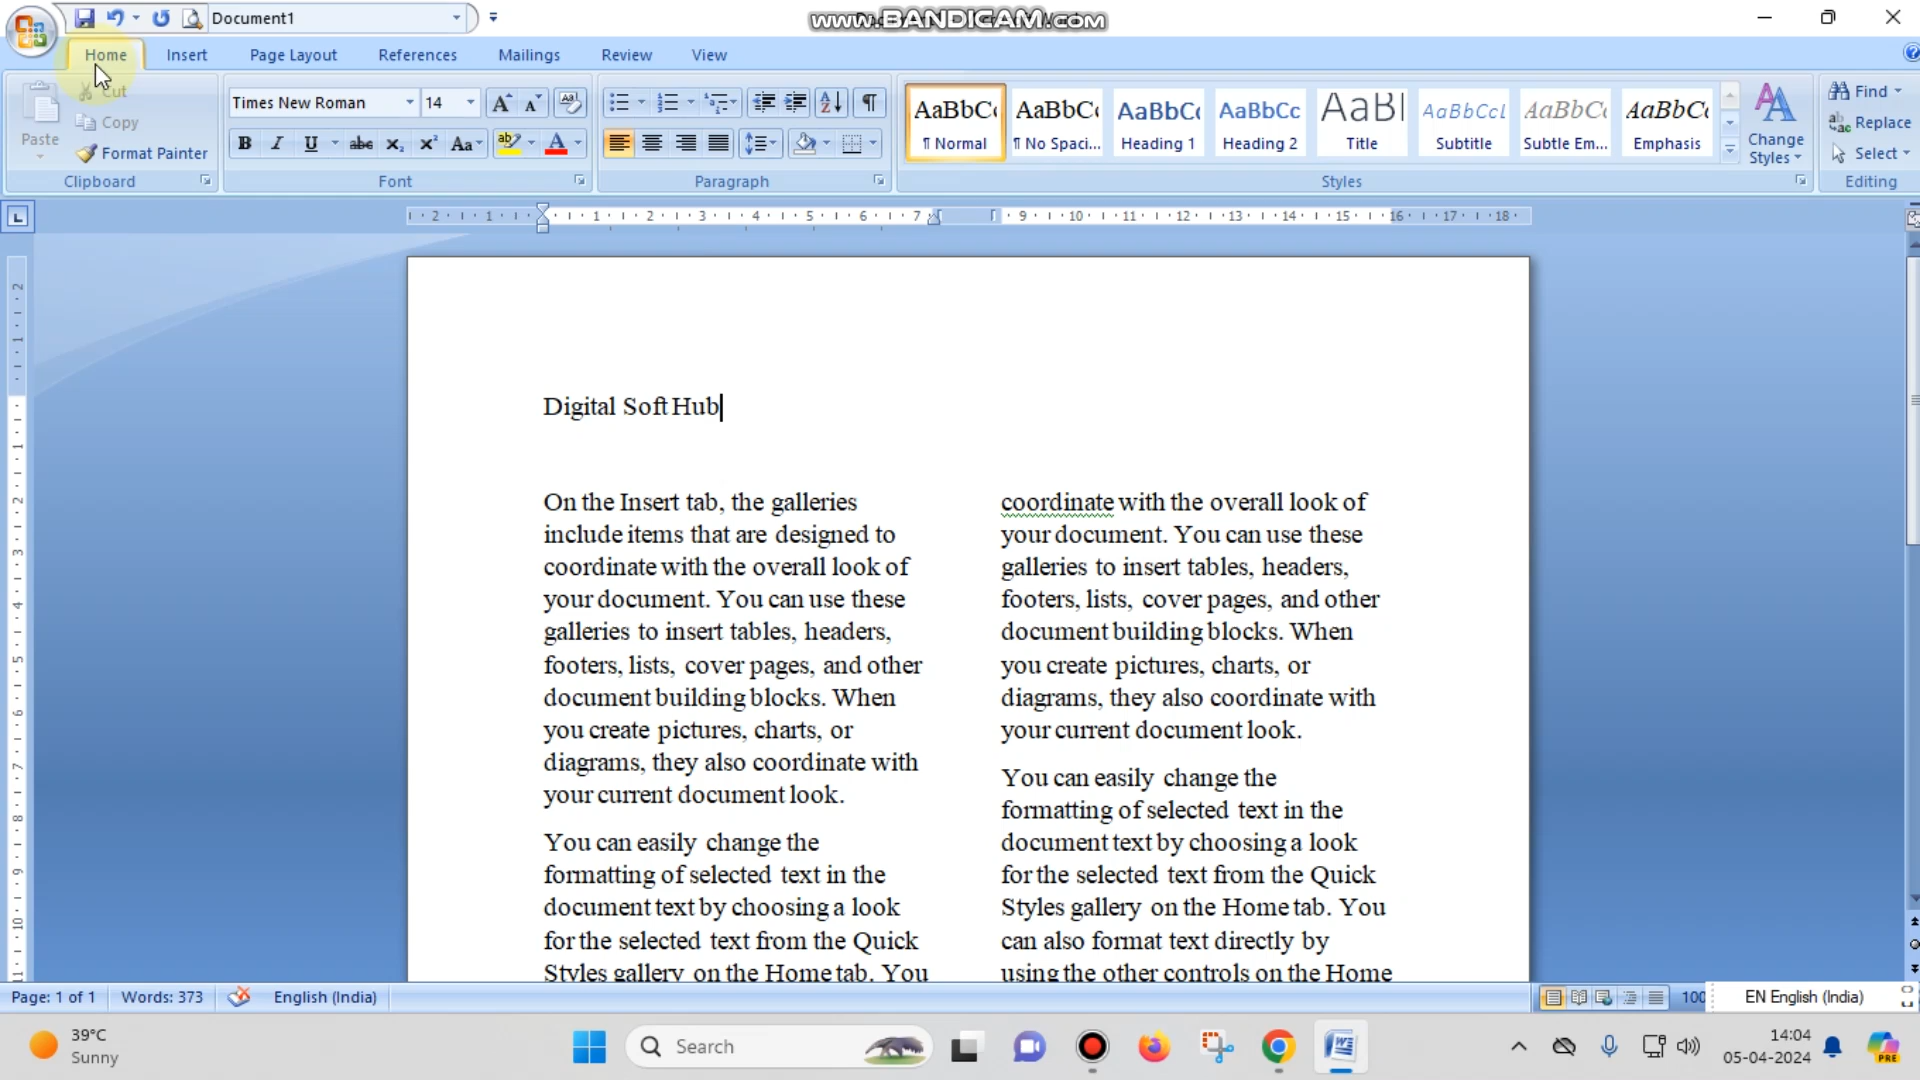 Document1
www.BANDICAM.com
Home Insert Page Layout References Mailings Review View
Paste
Cut
Copy
Format Painter
Clipboard
Times New Roman 14
Font
Paragraph
AaBbCc AaBbCc AaBbCc AaBbCc AaBl AaBbCcL AaBbCc AaBbCc
¶ Normal ¶ No Spaci... Heading 1 Heading 2 Title Subtitle Subtle Em... Emphasis
Change
Styles
Styles
Find
Replace
Select
Editing
Digital Soft Hub
On the Insert tab, the galleries
include items that are designed to
coordinate with the overall look of
your document. You can use these
galleries to insert tables, headers,
footers, lists, cover pages, and other
document building blocks. When
you create pictures, charts, or
diagrams, they also coordinate with
your current document look.
You can easily change the
formatting of selected text in the
document text by choosing a look
for the selected text from the Quick
Styles gallery on the Home tab. You
coordinate with the overall look of
your document. You can use these
galleries to insert tables, headers,
footers, lists, cover pages, and other
document building blocks. When
you create pictures, charts, or
diagrams, they also coordinate with
your current document look.
You can easily change the
formatting of selected text in the
document text by choosing a look
for the selected text from the Quick
Styles gallery on the Home tab. You
can also format text directly by
using the other controls on the Home
Page: 1 of 1 Words: 373 English (India) 100 EN English (India)
39°C
Sunny
Search
14:04
05-04-2024